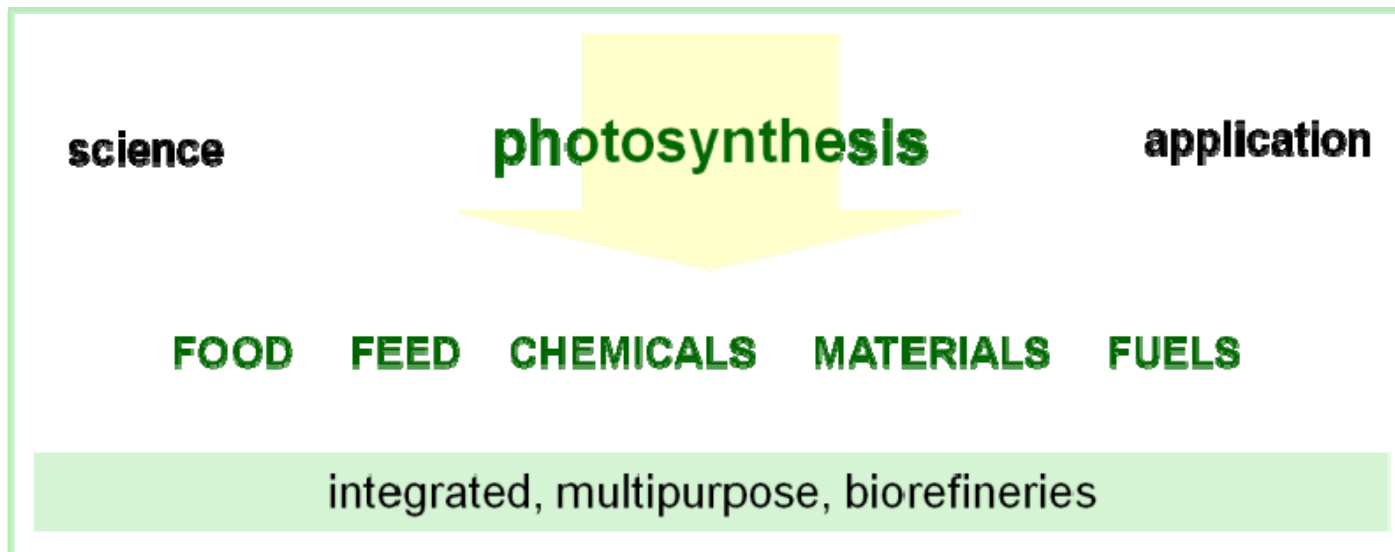 science photosynthesis application
FOOD FEED CHEMICALS MATERIALS FUELS
integrated, multipurpose, biorefineries